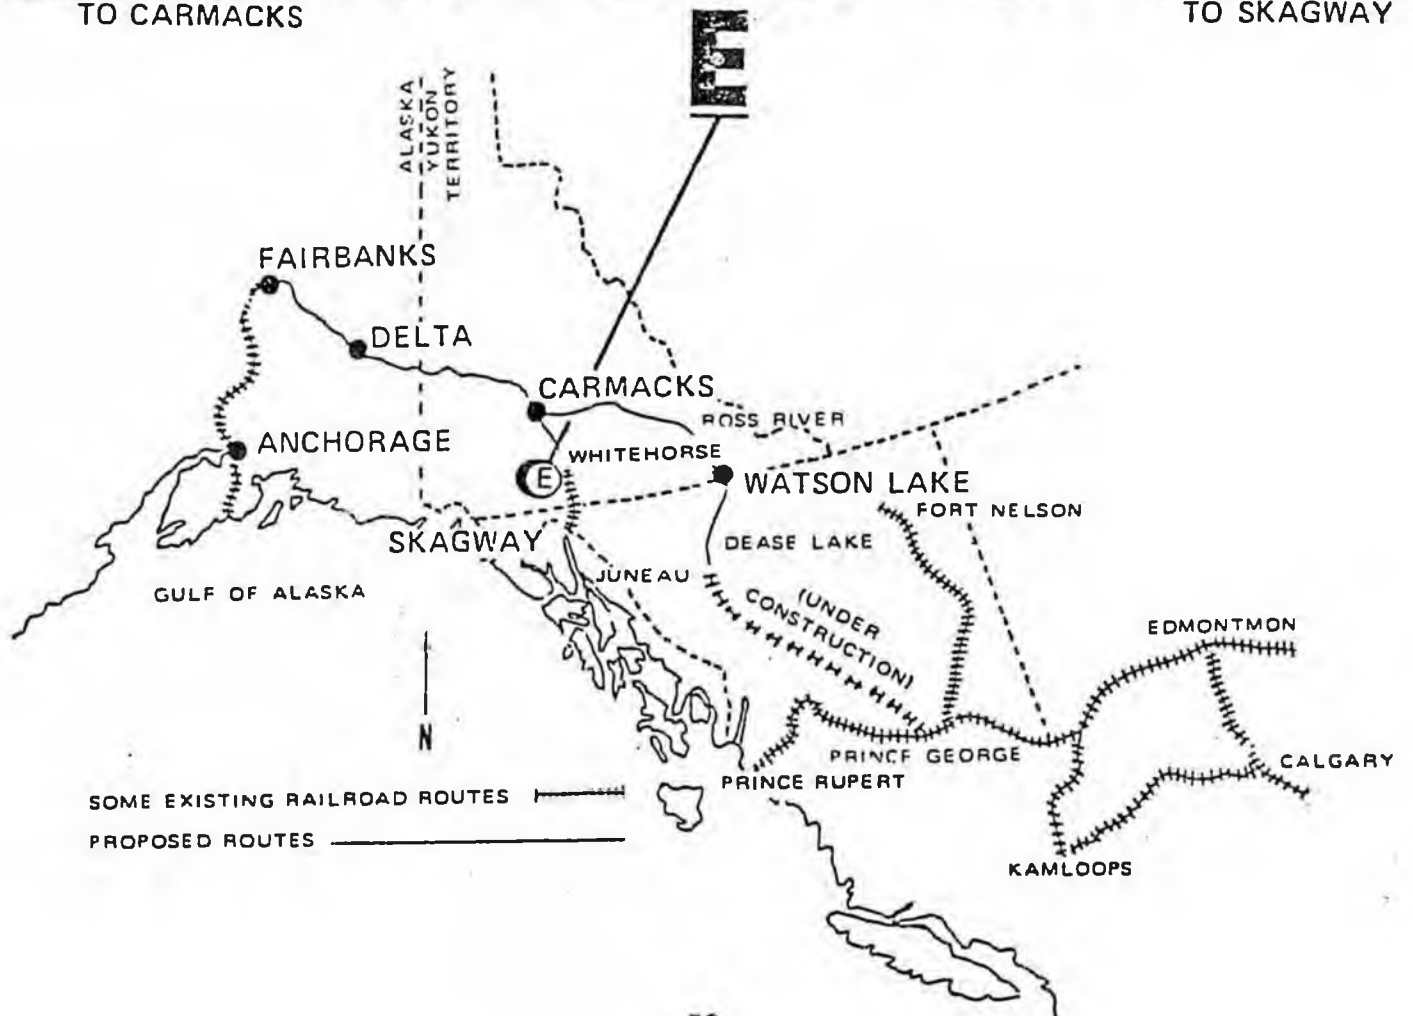 TO CARMACKS
TO SKAGWAY
E
ALASKA
YUKON
TERRITORY
FAIRBANKS
DELTA
CARMACKS
ROSS RIVER
ANCHORAGE
WHITEHORSE
E
WATSON LAKE
FORT NELSON
SKAGWAY
DEASE LAKE
JUNEAU
GULF OF ALASKA
(UNDER
CONSTRUCTION)
EDMONTMON
N
PRINCE GEORGE
CALGARY
PRINCE RUPERT
SOME EXISTING RAILROAD ROUTES
PROPOSED ROUTES
KAMLOOPS